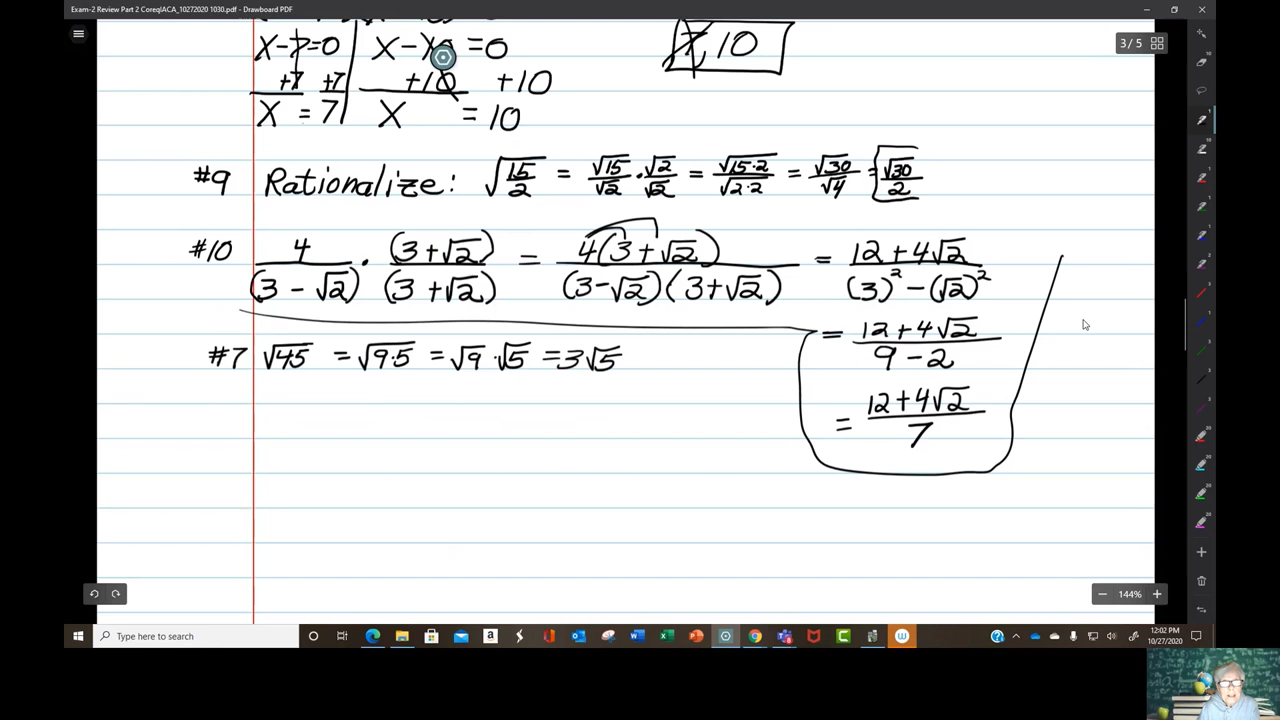 Exam-2 Review Part 2 CoreqIACA_10272020 1030.pdf - Drawboard PDF
3 / 5
X-7=0 X-10=0 7,10
+7 +7 +10 +10
X = 7 X = 10
#9 Rationalize: √15/2 = √15/√2 · √2/√2 = √15·2/√2·2 = √30/√4 = √30/2
#10 4/(3-√2) · (3+√2)/(3+√2) = 4(3+√2)/(3-√2)(3+√2) = 12+4√2/(3)²-(√2)²
= 12+4√2/9-2
#7 √45 = √9·5 = √9·√5 = 3√5
= 12+4√2/7
144%
Type here to search
12:02 PM
10/27/2020